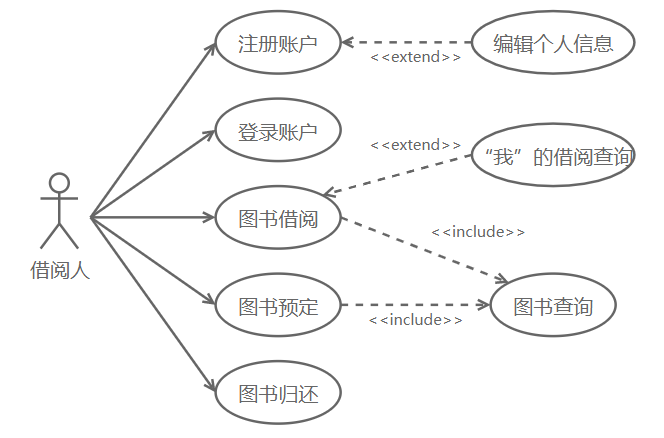 注册账户
<<extend>>
编辑个人信息
登录账户
<<extend>>
“我”的借阅查询
图书借阅
<<include>>
借阅人
图书预定
<<include>>
图书查询
图书归还